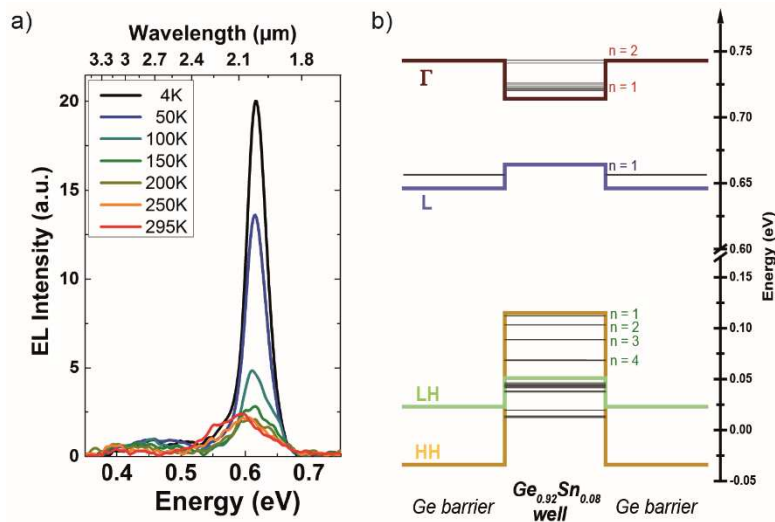 a)
Wavelength (µm)
3.3 3 2.7 2.4 2.1 1.8
20
15
10
5
0
EL Intensity (a.u.)
4K
50K
100K
150K
200K
250K
295K
0.4 0.5 0.6 0.7
Energy (eV)
b)
Γ
n = 2
n = 1
L
n = 1
LH
HH
n = 1
n = 2
n = 3
n = 4
0.75
0.70
0.65
0.60
0.15
0.10
0.05
0.00
-0.05
Energy (eV)
Ge barrier
Ge0.92Sn0.08
well
Ge barrier